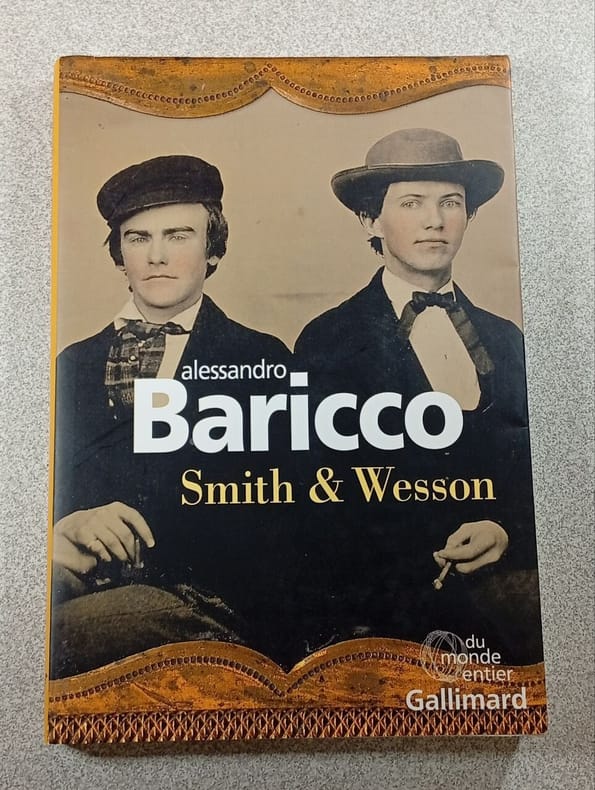 alessandro
Baricco
Smith & Wesson
du
monde
entier
Gallimard